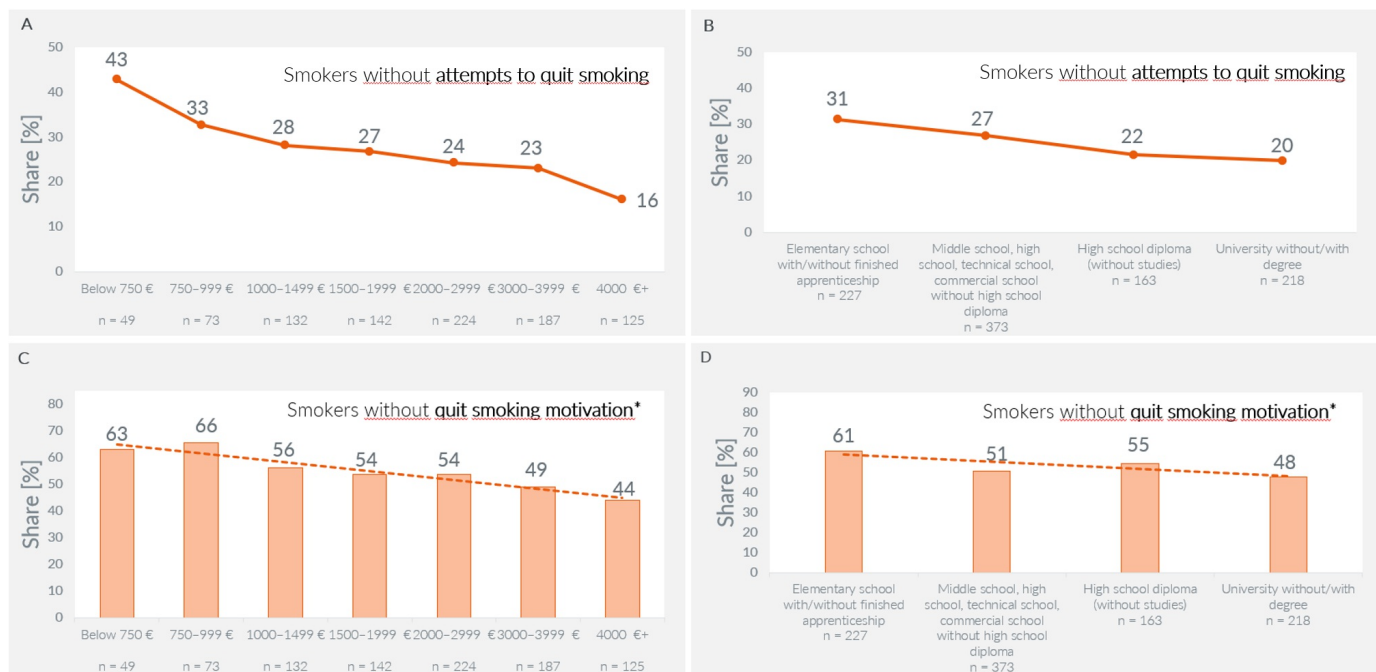 A
Smokers without attempts to quit smoking
Share [%]
50
40
30
20
10
0
43
33
28
27
24
23
16
Below 750 €
750–999 €
1000–1499 €
1500–1999 €
2000–2999 €
3000–3999 €
4000 €+
n = 49
n = 73
n = 132
n = 142
n = 224
n = 187
n = 125
B
Smokers without attempts to quit smoking
Share [%]
50
40
30
20
10
0
31
27
22
20
Elementary school
with/without finished
apprenticeship
n = 227
Middle school, high
school, technical school,
commercial school
without high school
diploma
n = 373
High school diploma
(without studies)
n = 163
University without/with
degree
n = 218
C
Smokers without quit smoking motivation*
Share [%]
80
70
60
50
40
30
20
10
0
63
66
56
54
54
49
44
Below 750 €
750–999 €
1000–1499 €
1500–1999 €
2000–2999 €
3000–3999 €
4000 €+
n = 49
n = 73
n = 132
n = 142
n = 224
n = 187
n = 125
D
Smokers without quit smoking motivation*
Share [%]
90
80
70
60
50
40
30
20
10
0
61
51
55
48
Elementary school
with/without finished
apprenticeship
n = 227
Middle school, high
school, technical school,
commercial school
without high school
diploma
n = 373
High school diploma
(without studies)
n = 163
University without/with
degree
n = 218